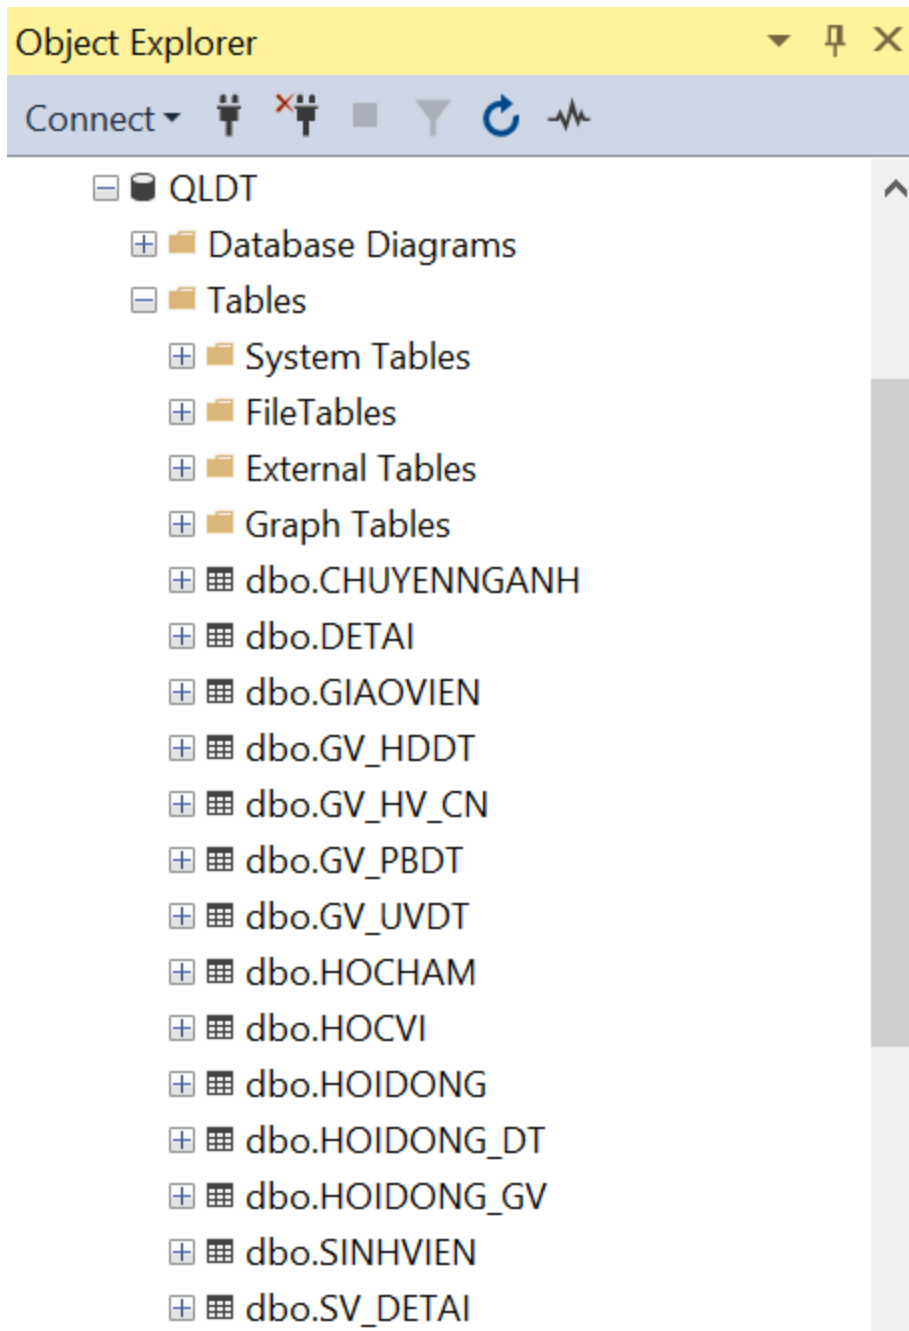 Object Explorer
Connect
QLDT
Database Diagrams
Tables
System Tables
FileTables
External Tables
Graph Tables
dbo.CHUYENNGANH
dbo.DETAI
dbo.GIAOVIEN
dbo.GV_HDDT
dbo.GV_HV_CN
dbo.GV_PBDT
dbo.GV_UVDT
dbo.HOCHAM
dbo.HOCVI
dbo.HOIDONG
dbo.HOIDONG_DT
dbo.HOIDONG_GV
dbo.SINHVIEN
dbo.SV_DETAI